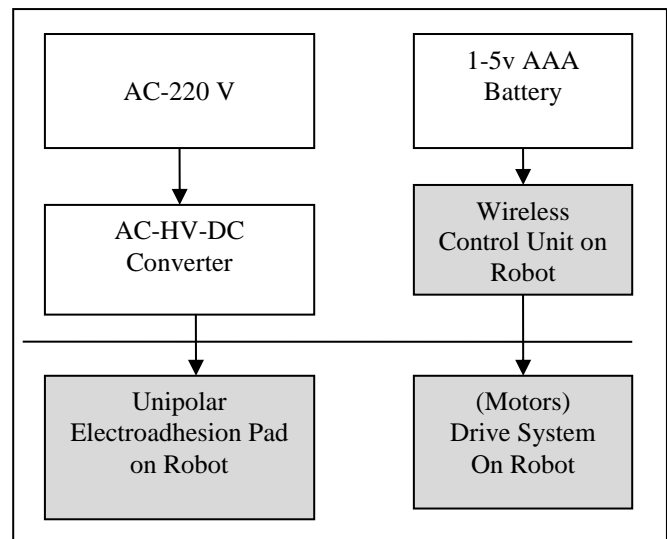 AC-220 V
AC-HV-DC
Converter
Unipolar
Electroadhesion Pad
on Robot
1-5v AAA
Battery
Wireless
Control Unit on
Robot
(Motors)
Drive System
On Robot